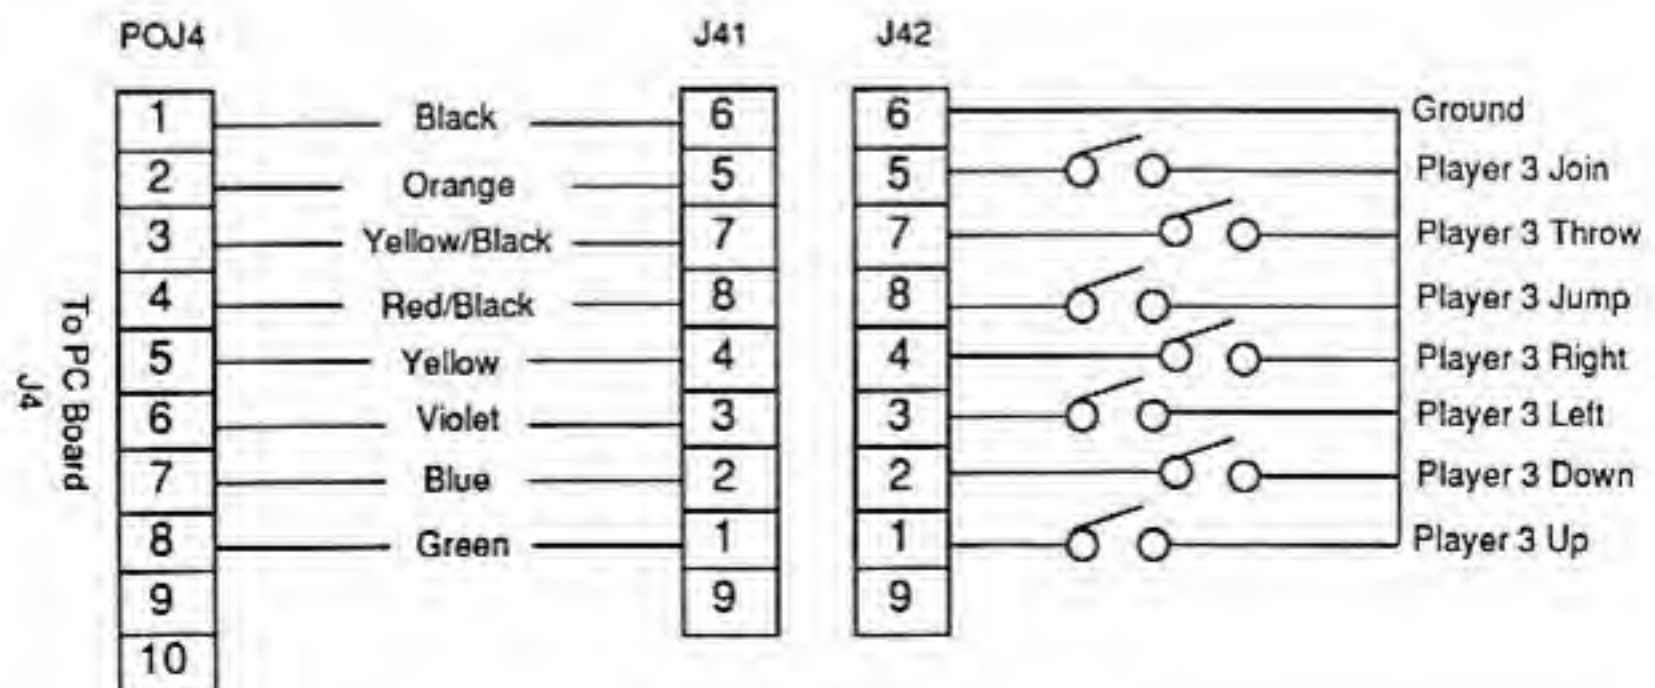 POJ4 J41 J42
1 Black 6 6 Ground
2 Orange 5 5 Player 3 Join
3 Yellow/Black 7 7 Player 3 Throw
4 Red/Black 8 8 Player 3 Jump
5 Yellow 4 4 Player 3 Right
6 Violet 3 3 Player 3 Left
7 Blue 2 2 Player 3 Down
8 Green 1 1 Player 3 Up
9 9 9
10
To PC Board
J4